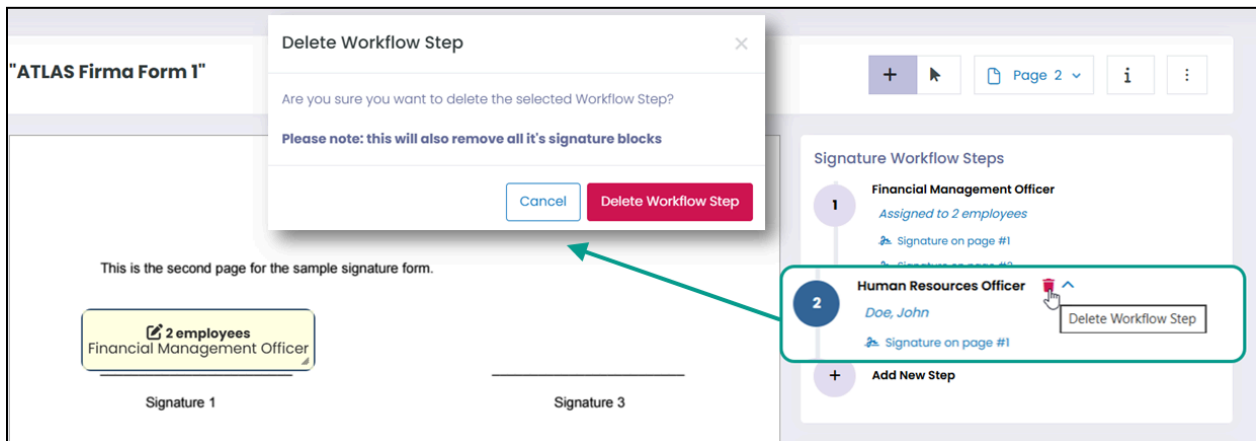 Delete Workflow Step
Are you sure you want to delete the selected Workflow Step?
Please note: this will also remove all it's signature blocks
Cancel
Delete Workflow Step
"ATLAS Firma Form 1"
Page 2
This is the second page for the sample signature form.
2 employees
Financial Management Officer
Signature 1
Signature 3
Signature Workflow Steps
1
Financial Management Officer
Assigned to 2 employees
Signature on page #1
Signature on page #2
2
Human Resources Officer
Doe, John
Delete Workflow Step
Signature on page #1
Add New Step